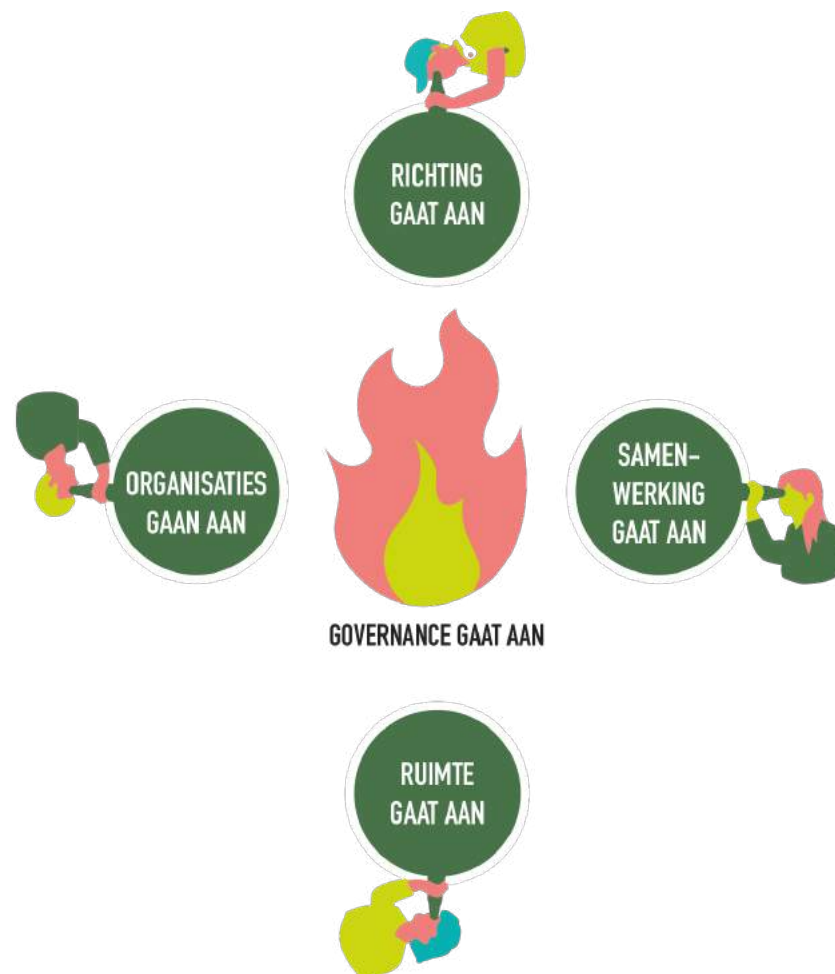 RICHTING
GAAT AAN
ORGANISATIES
GAAN AAN
SAMEN-
WERKING
GAAT AAN
GOVERNANCE GAAT AAN
RUIMTE
GAAT AAN